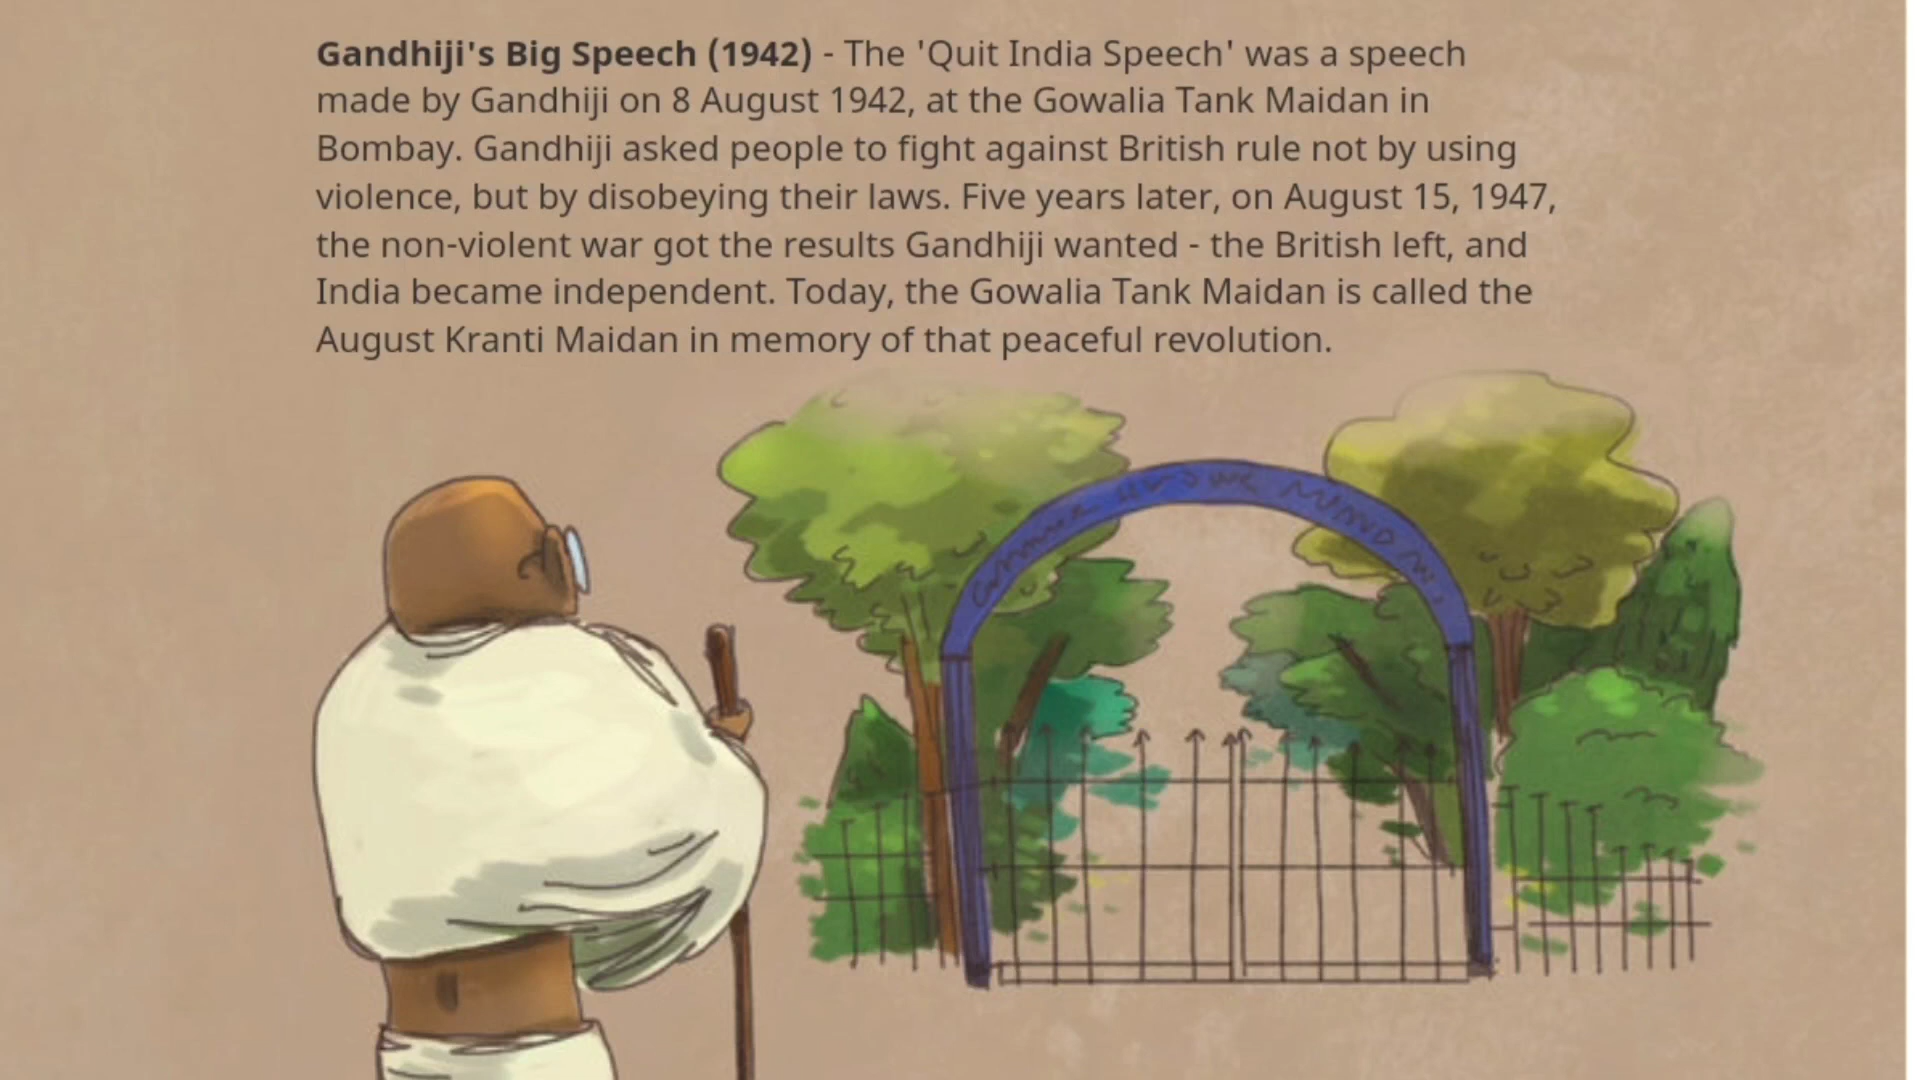 Gandhiji's Big Speech (1942) - The 'Quit India Speech' was a speech
made by Gandhiji on 8 August 1942, at the Gowalia Tank Maidan in
Bombay. Gandhiji asked people to fight against British rule not by using
violence, but by disobeying their laws. Five years later, on August 15, 1947,
the non-violent war got the results Gandhiji wanted - the British left, and
India became independent. Today, the Gowalia Tank Maidan is called the
August Kranti Maidan in memory of that peaceful revolution.